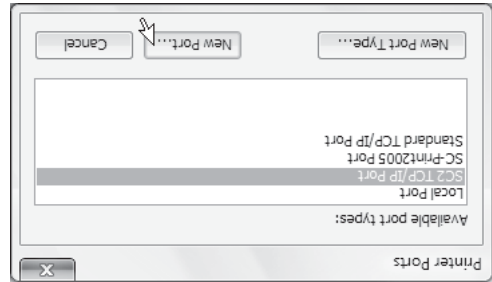 Printer Ports
Available port types:
Local Port
SC2 TCP/IP Port
SC-Print2005 Port
Standard TCP/IP Port
New Port Type... New Port... Cancel